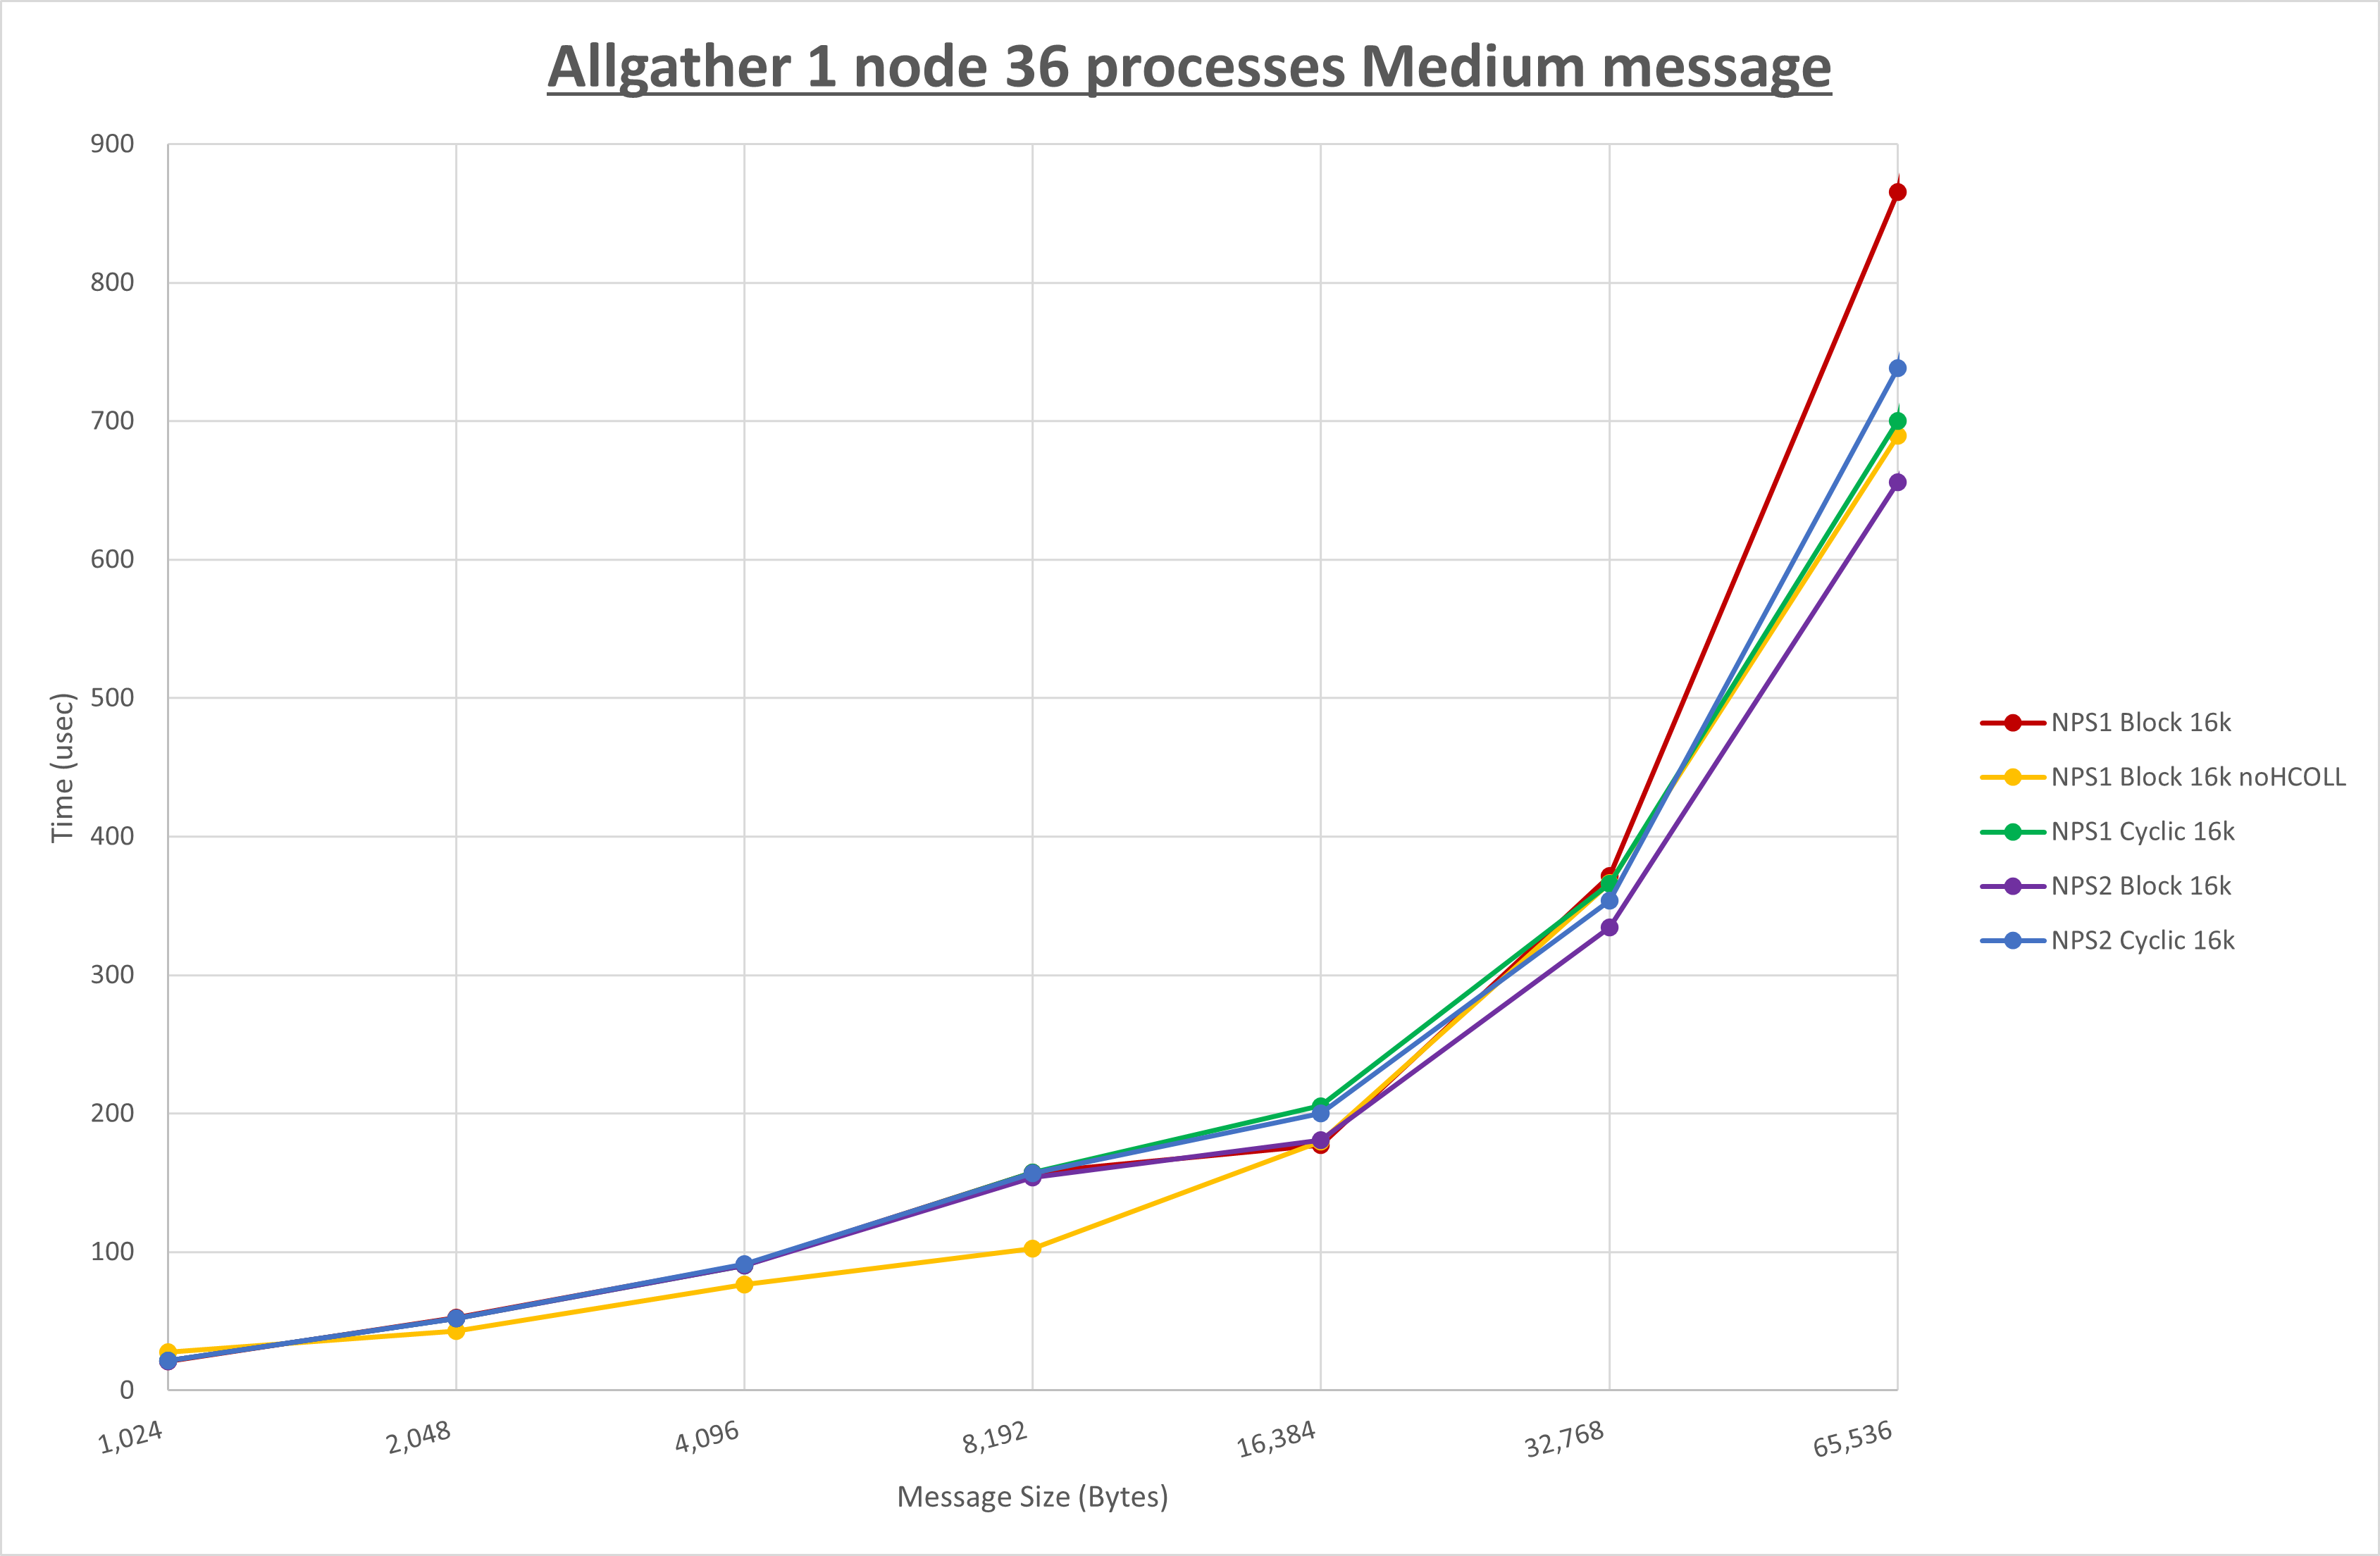 Allgather 1 node 36 processes Medium message
900
800
700
600
500
400
300
200
100
0
Time (usec)
1,024
2,048
4,096
8,192
16,384
32,768
65,536
Message Size (Bytes)
NPS1 Block 16k
NPS1 Block 16k noHCOLL
NPS1 Cyclic 16k
NPS2 Block 16k
NPS2 Cyclic 16k